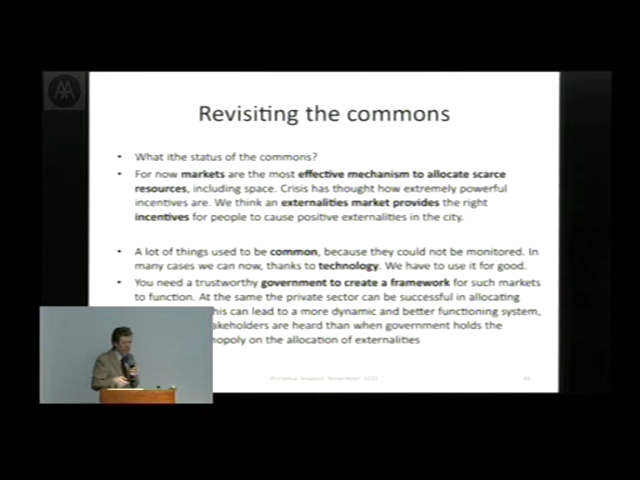 AA
Revisiting the commons
• What ithe status of the commons?
• For now markets are the most effective mechanism to allocate scarce
resources, including space. Crisis has thought how extremely powerful
incentives are. We think an externalities market provides the right
incentives for people to cause positive externalities in the city.
• A lot of things used to be common, because they could not be monitored. In
many cases we can now, thanks to technology. We have to use it for good.
• You need a trustworthy government to create a framework for such markets
to function. At the same the private sector can be successful in allocating
his can lead to a more dynamic and better functioning system,
akeholders are heard than when government holds the
nopoly on the allocation of externalities
November